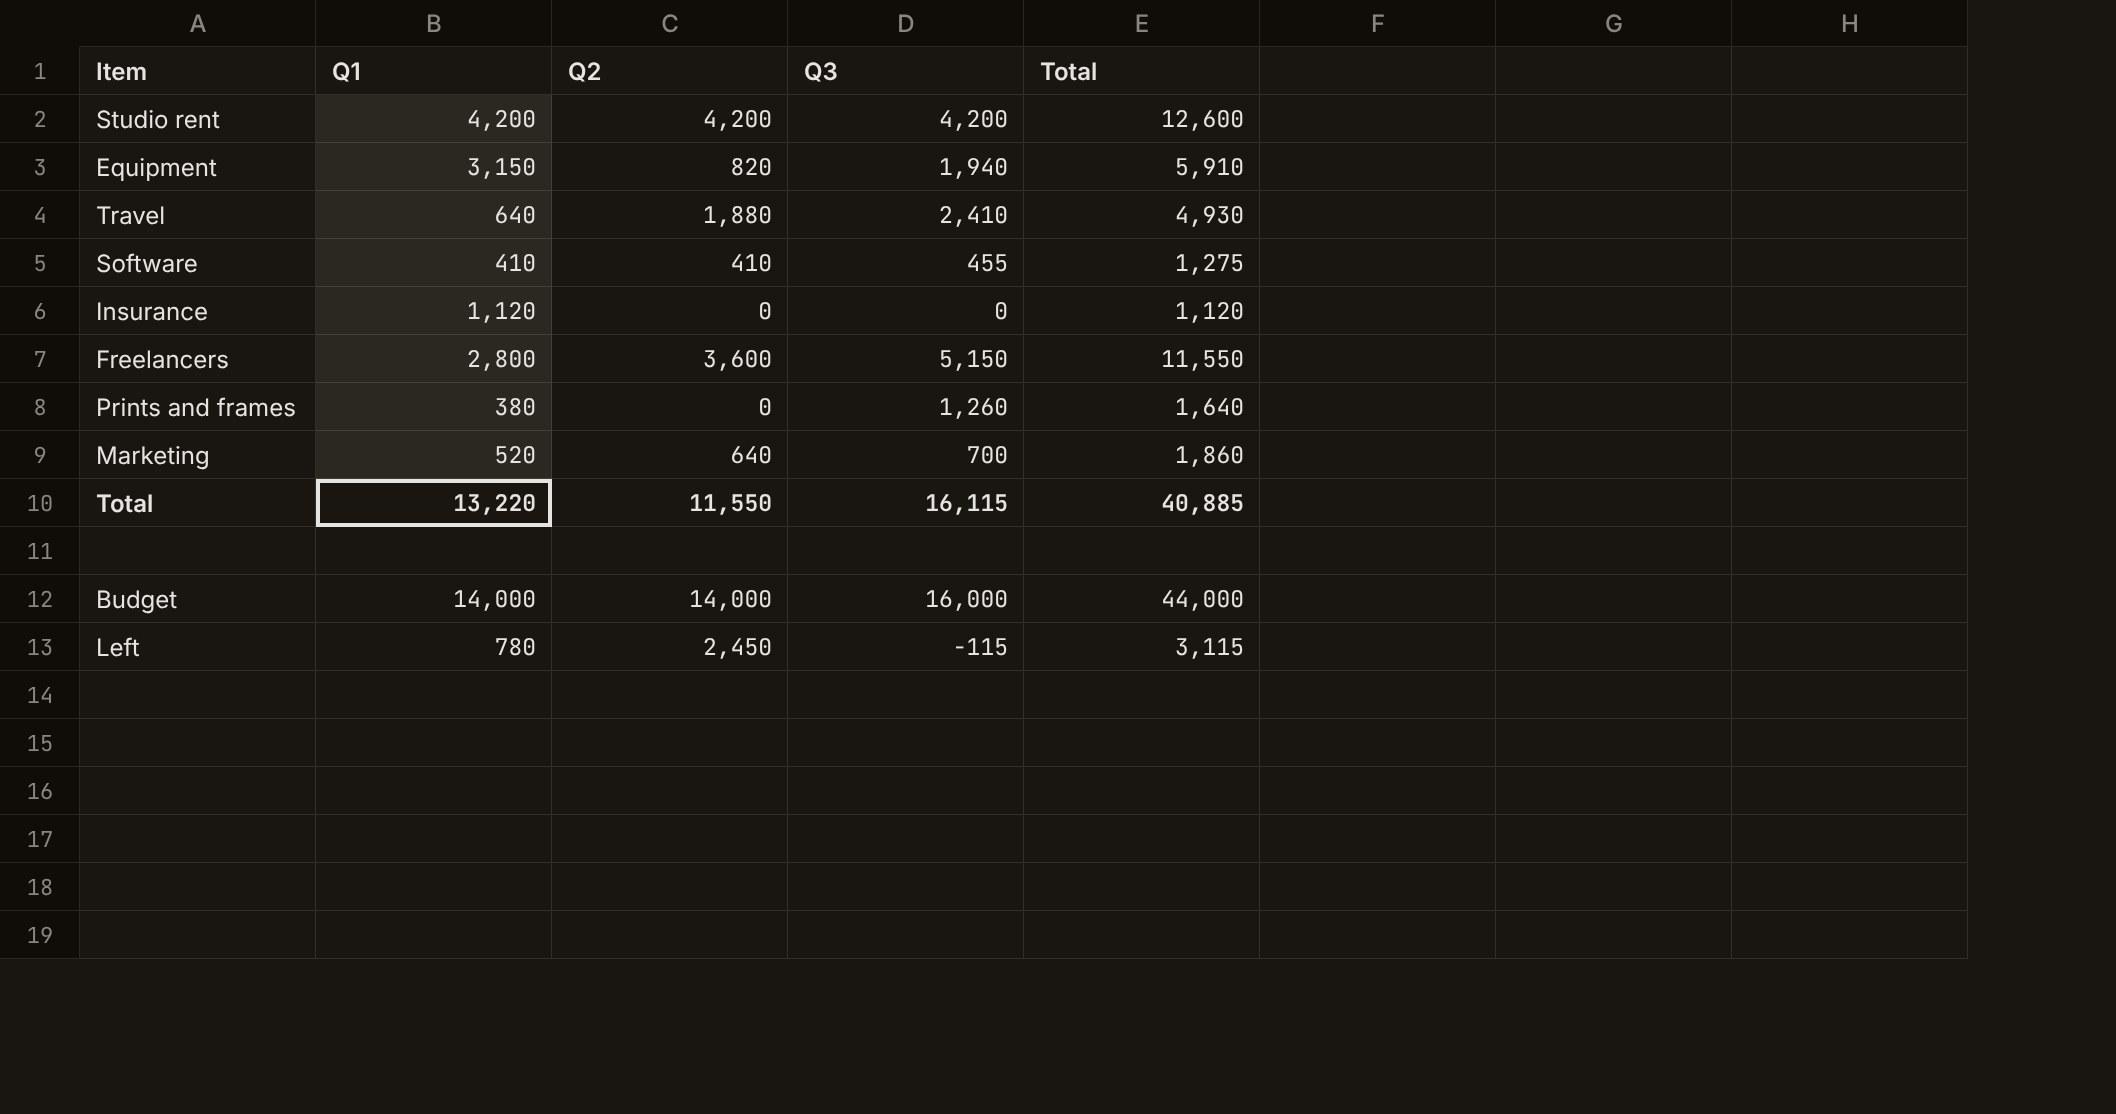 A B C D E F G H
1 Item Q1 Q2 Q3 Total
2 Studio rent 4,200 4,200 4,200 12,600
3 Equipment 3,150 820 1,940 5,910
4 Travel 640 1,880 2,410 4,930
5 Software 410 410 455 1,275
6 Insurance 1,120 0 0 1,120
7 Freelancers 2,800 3,600 5,150 11,550
8 Prints and frames 380 0 1,260 1,640
9 Marketing 520 640 700 1,860
10 Total 13,220 11,550 16,115 40,885
11
12 Budget 14,000 14,000 16,000 44,000
13 Left 780 2,450 -115 3,115
14
15
16
17
18
19